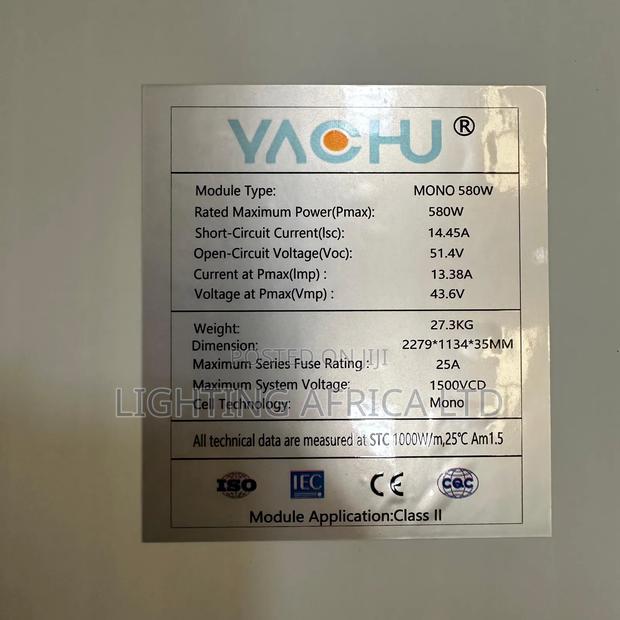 YACHU ®
Module Type: MONO 580W
Rated Maximum Power(Pmax): 580W
Short-Circuit Current(Isc): 14.45A
Open-Circuit Voltage(Voc): 51.4V
Current at Pmax(Imp) : 13.38A
Voltage at Pmax(Vmp) : 43.6V
Weight: 27.3KG
Dimension: 2279*1134*35MM
POSTED ON JIJI
Maximum Series Fuse Rating : 25A
Maximum System Voltage: 1500VCD
LIGHTING AFRICA LTD
Cell Technology: Mono
All technical data are measured at STC 1000W/m,25℃ Am1.5
ISO IEC CE CQC
Module Application:Class II